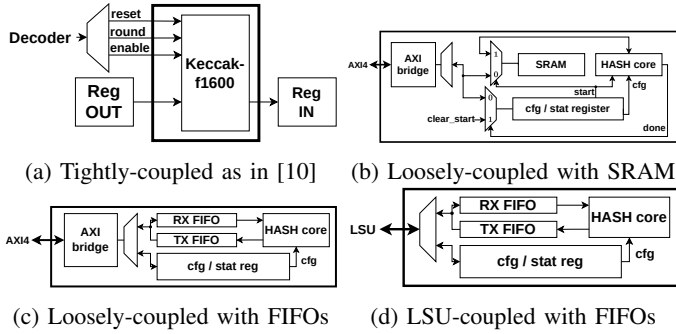 Decoder
reset
round
enable
Keccak-
f1600
Reg
OUT
Reg
IN
(a) Tightly-coupled as in [10]
AXI4
AXI
bridge
1
0
SRAM
HASH core
start
cfg
0
1
cfg / stat register
clear_start
done
(b) Loosely-coupled with SRAM
AXI4
AXI
bridge
RX FIFO
TX FIFO
HASH core
cfg / stat reg
cfg
(c) Loosely-coupled with FIFOs
LSU
RX FIFO
TX FIFO
HASH core
cfg / stat reg
cfg
(d) LSU-coupled with FIFOs